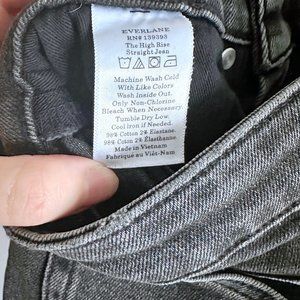 EVERLANE
RN# 139393
The High Rise
Straight Jean
Machine Wash Cold
With Like Colors
Wash Inside Out.
Only Non-Chlorine
Bleach When Necessary
Tumble Dry Low
Cool iron if Needed.
98% Cotton 2% Elastane.
98% Cotton 2% Élasthanne.
Made in Vietnam
Fabriqué au Viêt-Nam